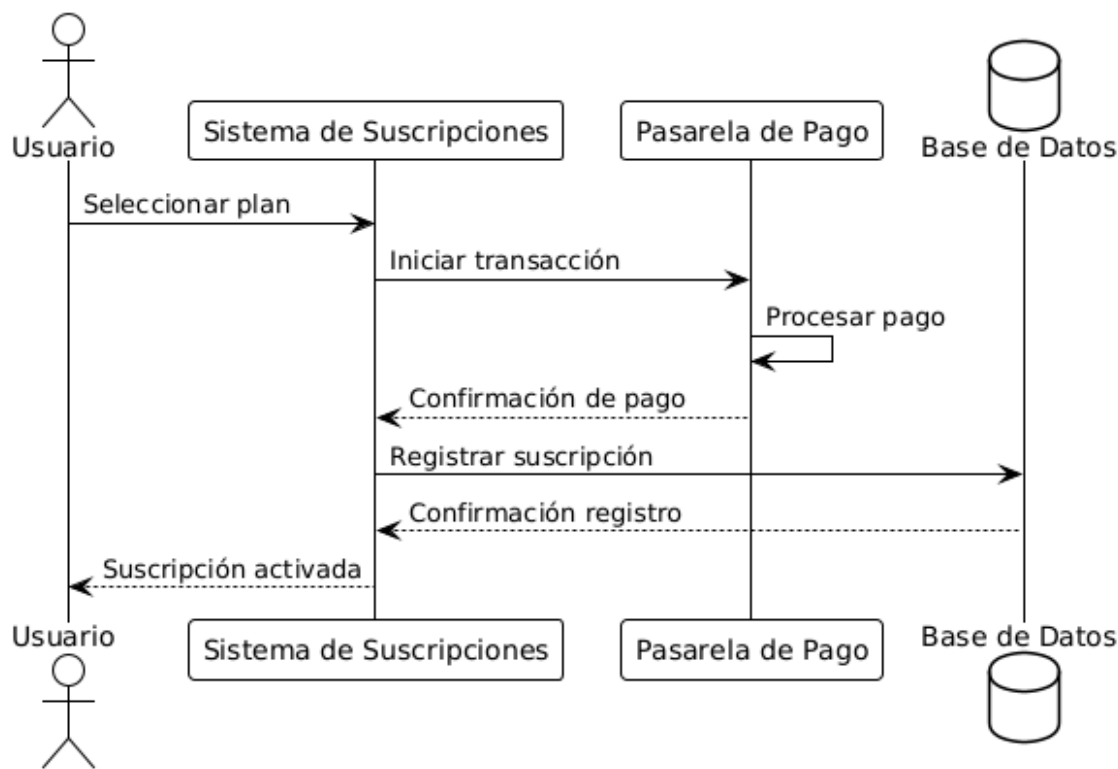 Usuario
Sistema de Suscripciones
Pasarela de Pago
Base de Datos
Seleccionar plan
Iniciar transacción
Procesar pago
Confirmación de pago
Registrar suscripción
Confirmación registro
Suscripción activada
Usuario
Sistema de Suscripciones
Pasarela de Pago
Base de Datos